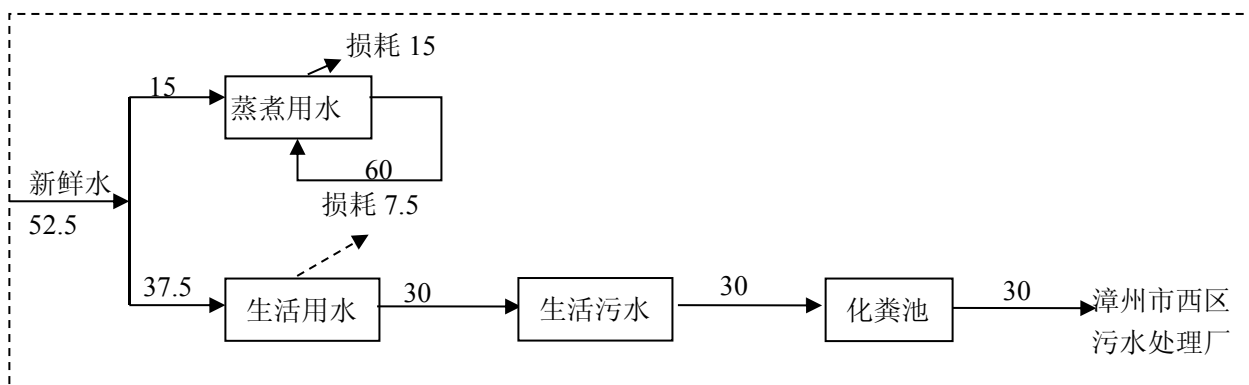 损耗 15
15
蒸煮用水
60
新鲜水
52.5
损耗 7.5
37.5
生活用水
30
生活污水
30
化粪池
30
漳州市西区
污水处理厂